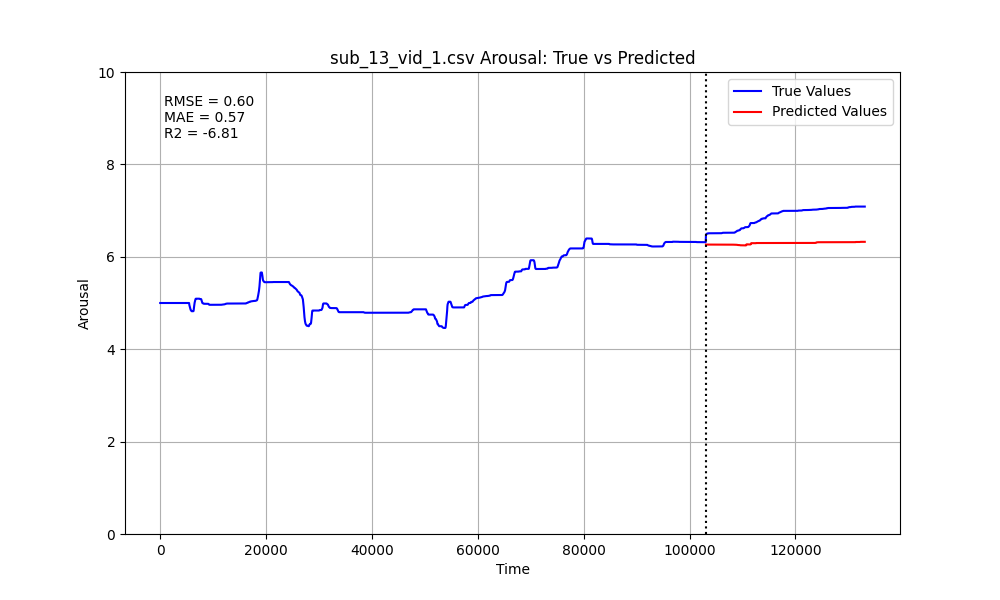 sub_13_vid_1.csv Arousal: True vs Predicted
RMSE = 0.60
MAE = 0.57
R2 = -6.81
True Values
Predicted Values
Arousal
10
8
6
4
2
0
0 20000 40000 60000 80000 100000 120000
Time